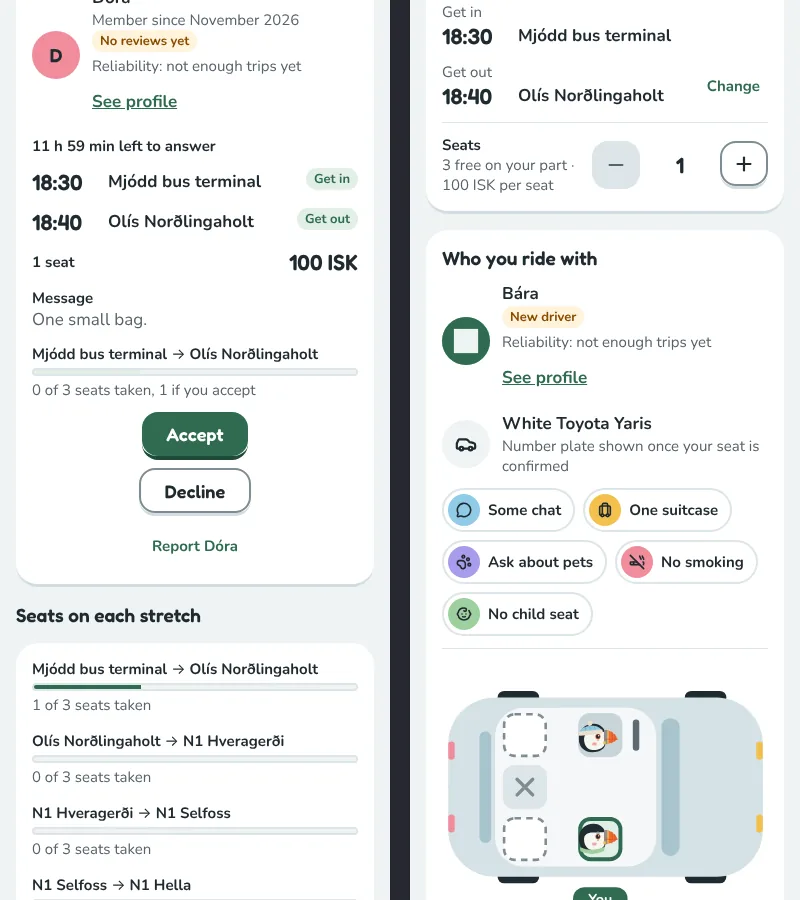 Dóra
Member since November 2026
No reviews yet
D
Reliability: not enough trips yet
See profile
11 h 59 min left to answer
18:30 Mjódd bus terminal Get in
18:40 Olís Norðlingaholt Get out
1 seat 100 ISK
Message
One small bag.
Mjódd bus terminal → Olís Norðlingaholt
0 of 3 seats taken, 1 if you accept
Accept
Decline
Report Dóra
Seats on each stretch
Mjódd bus terminal → Olís Norðlingaholt
1 of 3 seats taken
Olís Norðlingaholt → N1 Hveragerði
0 of 3 seats taken
N1 Hveragerði → N1 Selfoss
0 of 3 seats taken
N1 Selfoss → N1 Hella
Get in
18:30 Mjódd bus terminal
Get out
18:40 Olís Norðlingaholt Change
Seats
3 free on your part ·
100 ISK per seat
− 1 +
Who you ride with
Bára
New driver
Reliability: not enough trips yet
See profile
White Toyota Yaris
Number plate shown once your seat is
confirmed
Some chat One suitcase
Ask about pets No smoking
No child seat
You